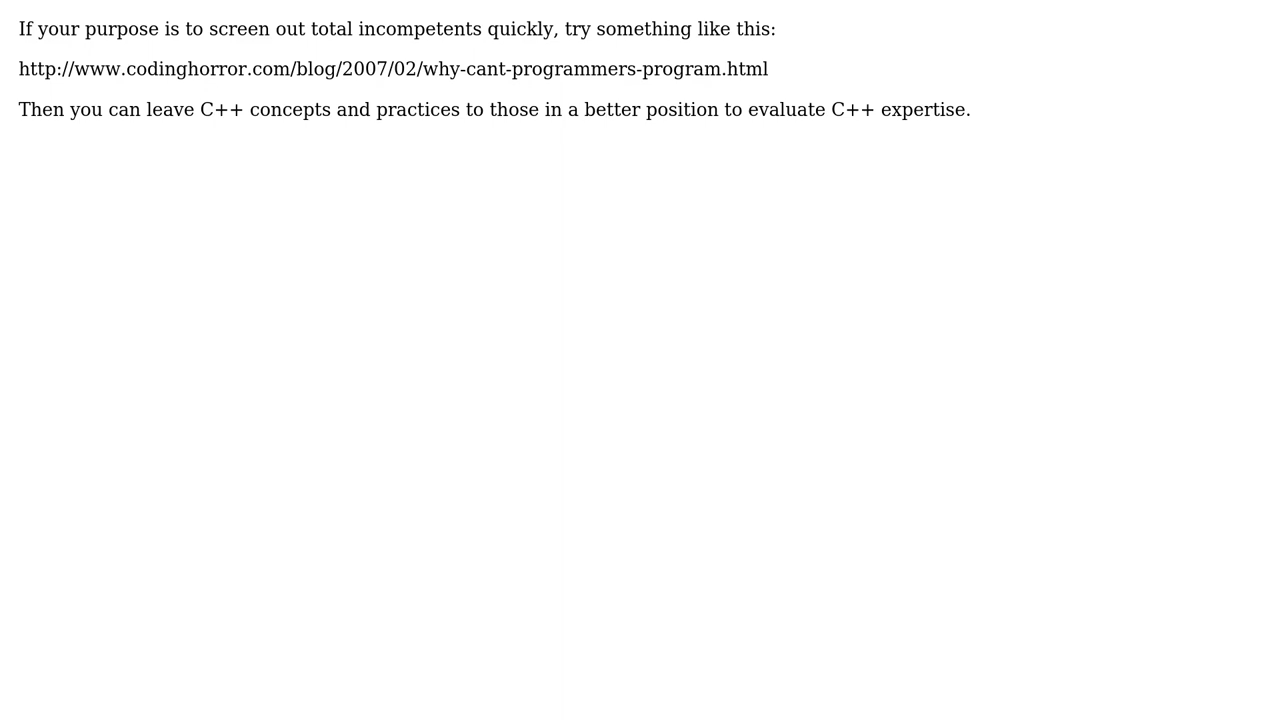 If your purpose is to screen out total incompetents quickly, try something like this:
http://www.codinghorror.com/blog/2007/02/why-cant-programmers-program.html
Then you can leave C++ concepts and practices to those in a better position to evaluate C++ expertise.